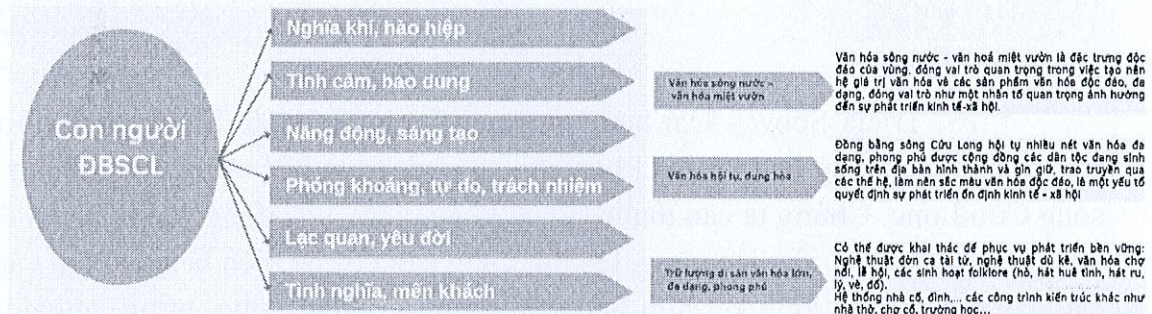 Con người
ĐBSCL
Nghĩa khí, hào hiệp
Tình cảm, bao dung
Năng động, sáng tạo
Phóng khoáng, tự do, trách nhiệm
Lạc quan, yêu đời
Tình nghĩa, mến khách
Văn hóa sông nước –
văn hóa miệt vườn
Văn hóa hội tụ, dung hòa
Trữ lượng di sản văn hóa lớn,
đa dạng, phong phú
Văn hóa sông nước - văn hoá miệt vườn là đặc trưng độc
đáo của vùng, đóng vai trò quan trọng trong việc tạo nên
hệ giá trị văn hóa và các sản phẩm văn hóa độc đáo, đa
dạng, đóng vai trò như một nhân tố quan trọng ảnh hưởng
đến sự phát triển kinh tế-xã hội.
Đồng bằng sông Cửu Long hội tụ nhiều nét văn hóa đa
dạng, phong phú được cộng đồng các dân tộc đang sinh
sống trên địa bàn hình thành và gìn giữ, trao truyền qua
các thế hệ, làm nên sắc màu văn hóa độc đáo, là một yếu tố
quyết định sự phát triển ổn định kinh tế - xã hội
Có thể được khai thác để phục vụ phát triển bền vững:
Nghệ thuật đờn ca tài tử, nghệ thuật dù kê, văn hóa chợ
nổi, lễ hội, các sinh hoạt folklore (hò, hát huê tình, hát ru,
lý, vè, đố).
Hệ thống nhà cổ, đình,... các công trình kiến trúc khác như
nhà thờ, chợ cổ, trường học...